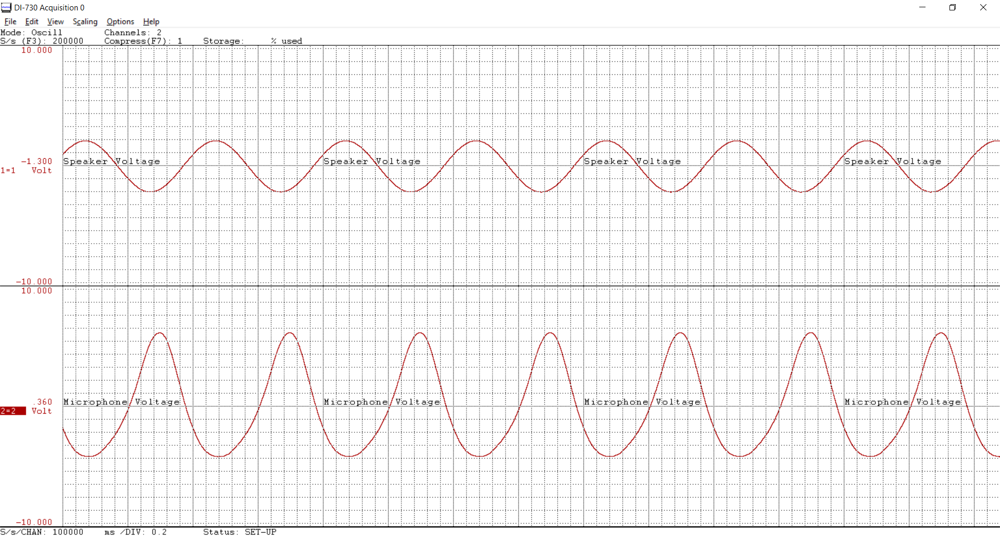 DI-730 Acquisition 0
File Edit View Scaling Options Help
Mode: Oscill Channels: 2
S/s (F3): 200000 Compress(F7): 1 Storage: % used
10.000
Speaker Voltage Speaker Voltage Speaker Voltage Speaker Voltage
-1.300
1=1 Volt
-10.000
10.000
.360 Microphone Voltage Microphone Voltage Microphone Voltage Microphone Voltage
2=2 Volt
-10.000
S/s/CHAN: 100000 ms /DIV: 0.2 Status: SET-UP